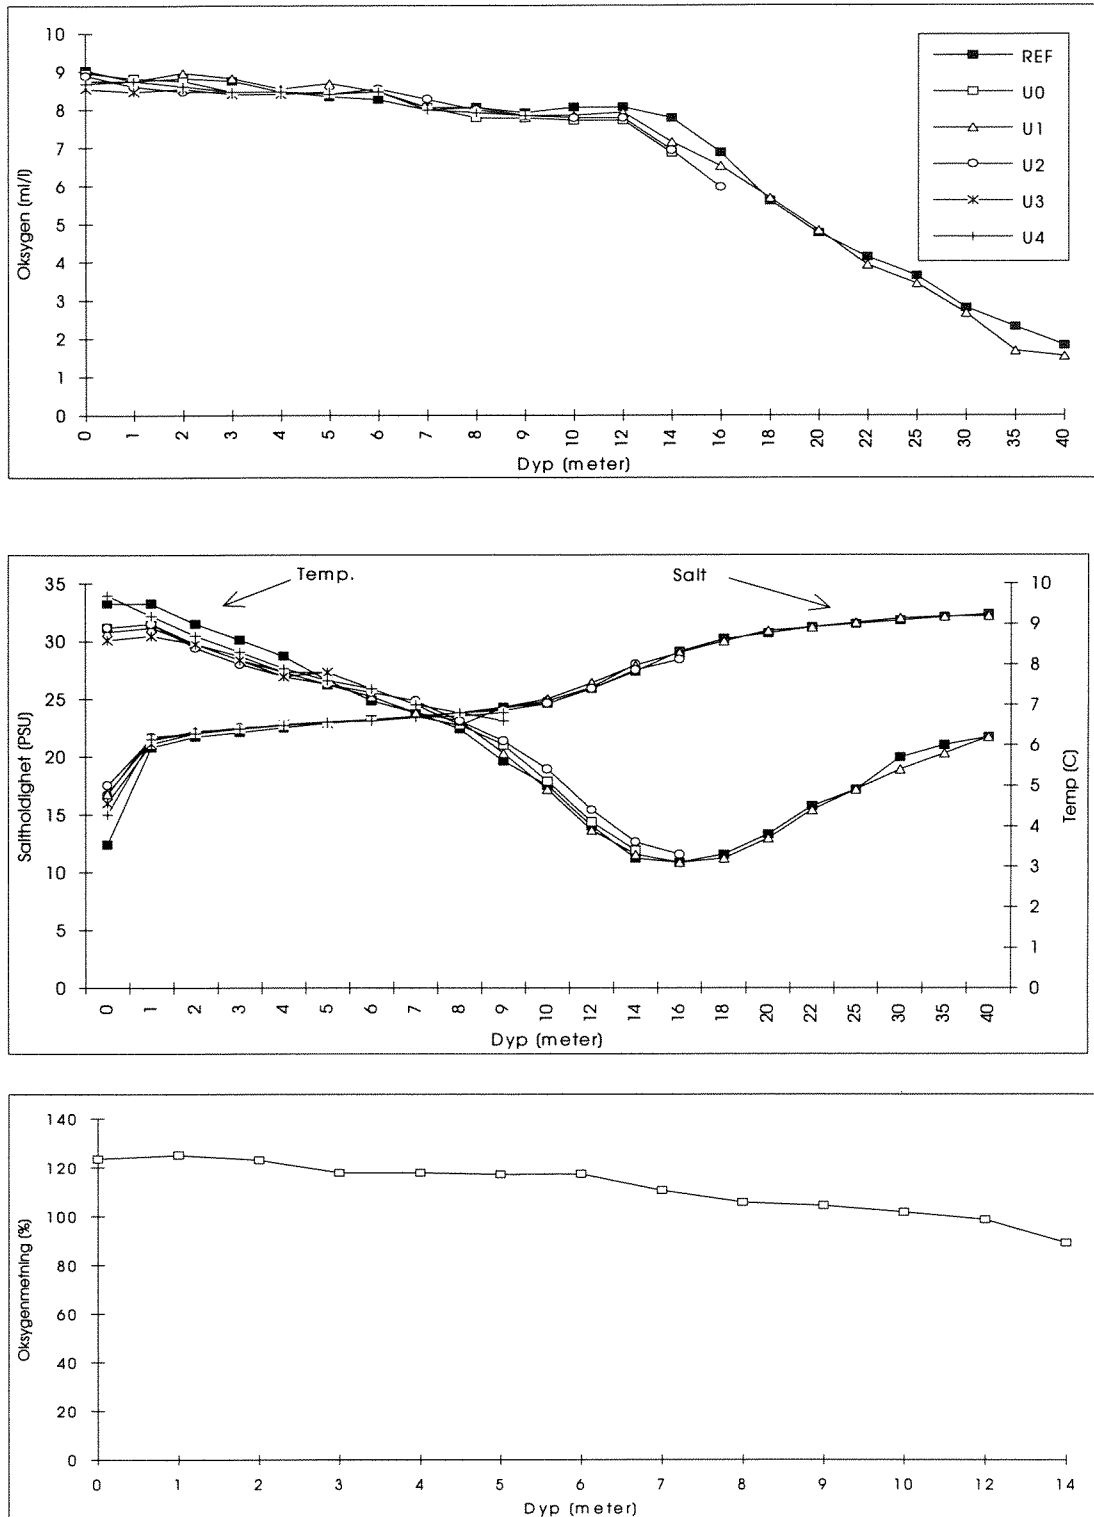 10
9
8
7
6
5
4
3
2
1
0
Oksygen (ml/l)
0 1 2 3 4 5 6 7 8 9 10 12 14 16 18 20 22 25 30 35 40
Dyp (meter)
REF
U0
U1
U2
U3
U4
Temp.
Salt
35
30
25
20
15
10
5
0
Saltholdighet (PSU)
10
9
8
7
6
5
4
3
2
1
0
Temp (C)
0 1 2 3 4 5 6 7 8 9 10 12 14 16 18 20 22 25 30 35 40
Dyp (meter)
140
120
100
80
60
40
20
0
Oksygenmetning (%)
0 1 2 3 4 5 6 7 8 9 10 12 14
Dyp (meter)